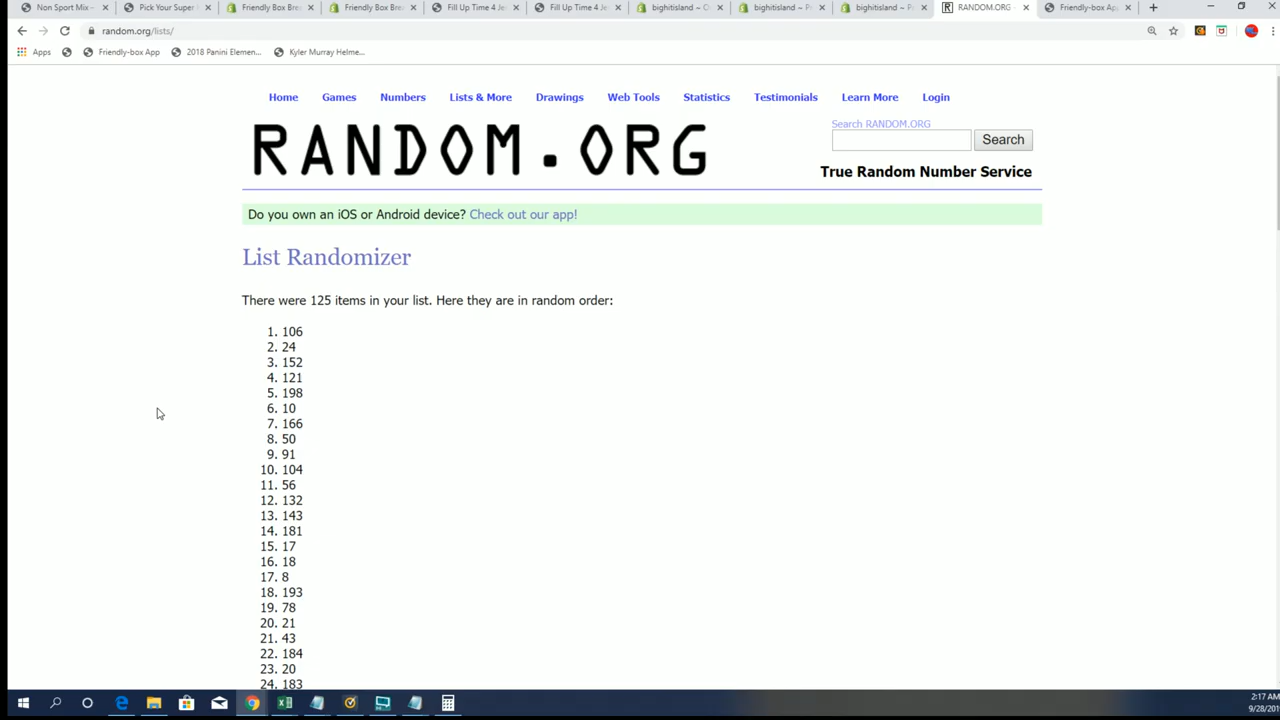 Non Sport Mix –
Pick Your Super
Friendly Box Brea
Friendly Box Brea
Fill Up Time 4 Je
Fill Up Time 4 Je
bighitisland ~ O
bighitisland ~ P
bighitisland ~ P
RANDOM.ORG -
Friendly-box Ap
random.org/lists/
Apps
Friendly-box App
2018 Panini Elemen...
Kyler Murray Helme...
Home
Games
Numbers
Lists & More
Drawings
Web Tools
Statistics
Testimonials
Learn More
Login
RANDOM.ORG
Search RANDOM.ORG
Search
True Random Number Service
Do you own an iOS or Android device? Check out our app!
List Randomizer
There were 125 items in your list. Here they are in random order:
1. 106
2. 24
3. 152
4. 121
5. 198
6. 10
7. 166
8. 50
9. 91
10. 104
11. 56
12. 132
13. 143
14. 181
15. 17
16. 18
17. 8
18. 193
19. 78
20. 21
21. 43
22. 184
23. 20
24. 183
2:17 AM
9/28/201